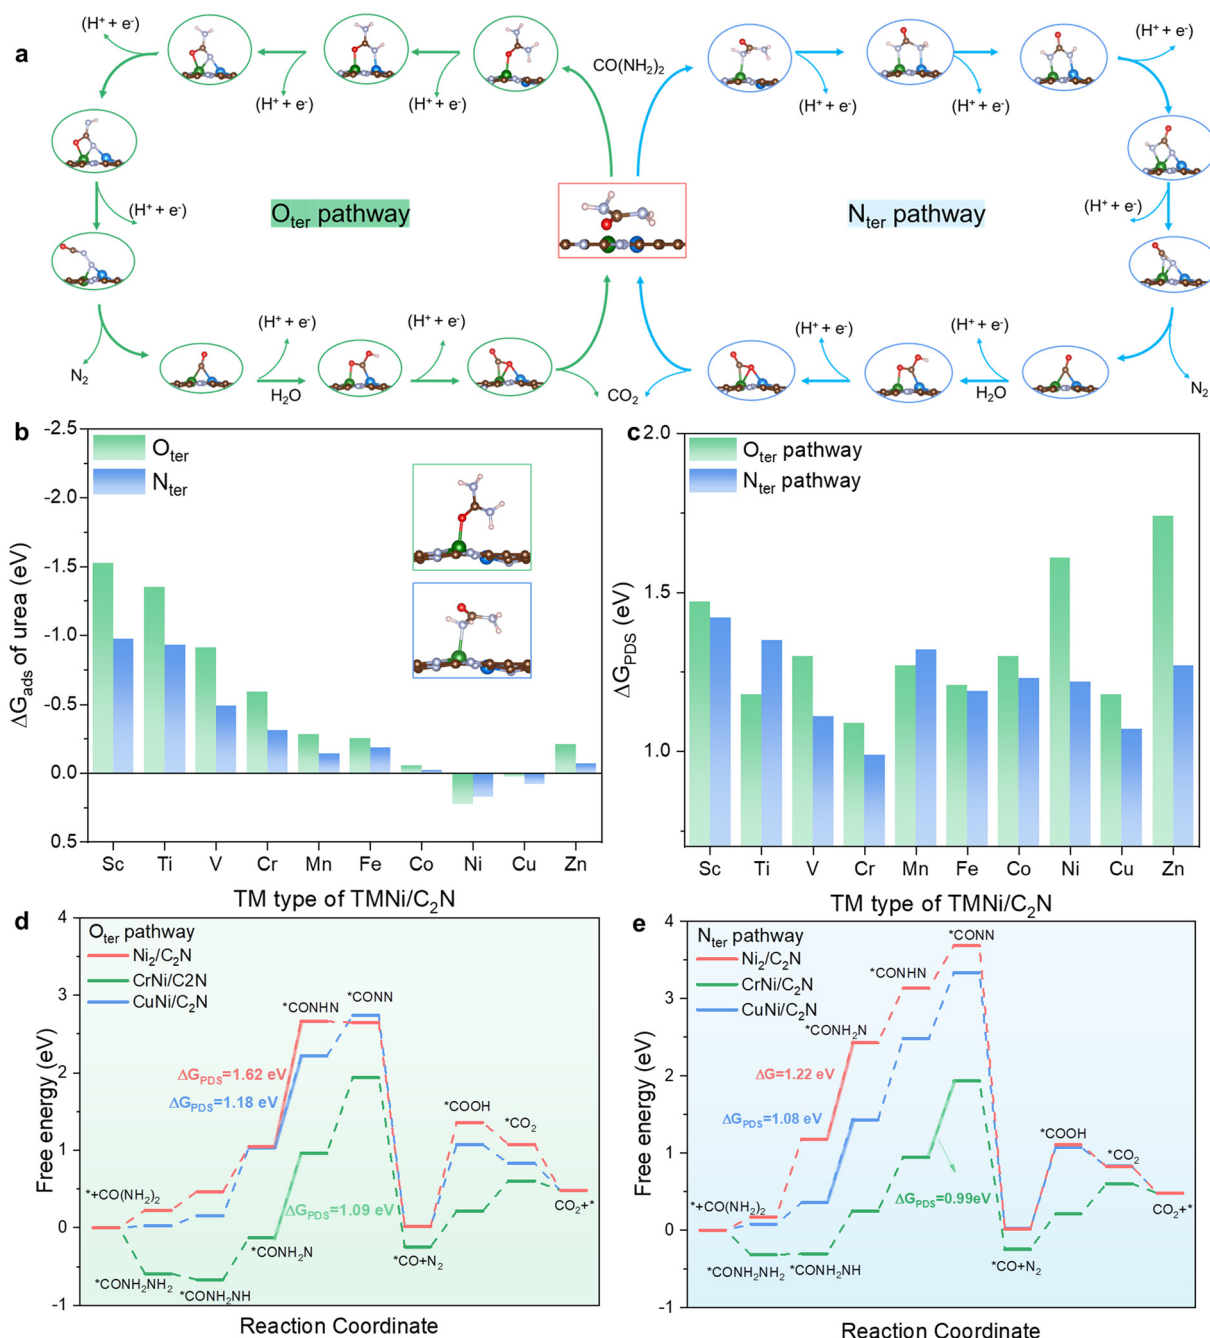 a
(H⁺ + e⁻)
(H⁺ + e⁻)
(H⁺ + e⁻)
CO(NH₂)₂
(H⁺ + e⁻)
(H⁺ + e⁻)
(H⁺ + e⁻)
(H⁺ + e⁻)
Oter pathway
Nter pathway
(H⁺ + e⁻)
(H⁺ + e⁻)
(H⁺ + e⁻)
(H⁺ + e⁻)
(H⁺ + e⁻)
N₂
H₂O
CO₂
H₂O
N₂
b
-2.5
-2.0
-1.5
-1.0
-0.5
0.0
0.5
ΔGads of urea (eV)
Oter
Nter
Sc Ti V Cr Mn Fe Co Ni Cu Zn
TM type of TMNi/C₂N
c
2.0
1.5
1.0
ΔGPDS (eV)
Oter pathway
Nter pathway
Sc Ti V Cr Mn Fe Co Ni Cu Zn
TM type of TMNi/C₂N
d
4
3
2
1
0
-1
Free energy (eV)
Oter pathway
Ni₂/C₂N
CrNi/C2N
CuNi/C₂N
*CONHN
*CONN
ΔGPDS=1.62 eV
ΔGPDS=1.18 eV
*COOH
*CO₂
*+CO(NH₂)₂
ΔGPDS=1.09 eV
CO₂+*
*CONH₂N
*CO+N₂
*CONH₂NH₂
*CONH₂NH
Reaction Coordinate
e
4
3
2
1
0
-1
Free energy (eV)
Nter pathway
Ni₂/C₂N
CrNi/C₂N
CuNi/C₂N
*CONN
*CONHN
*CONH₂N
ΔG=1.22 eV
ΔGPDS=1.08 eV
*COOH
*CO₂
*+CO(NH₂)₂
ΔGPDS=0.99eV
CO₂+*
*CO+N₂
*CONH₂NH₂
*CONH₂NH
Reaction Coordinate